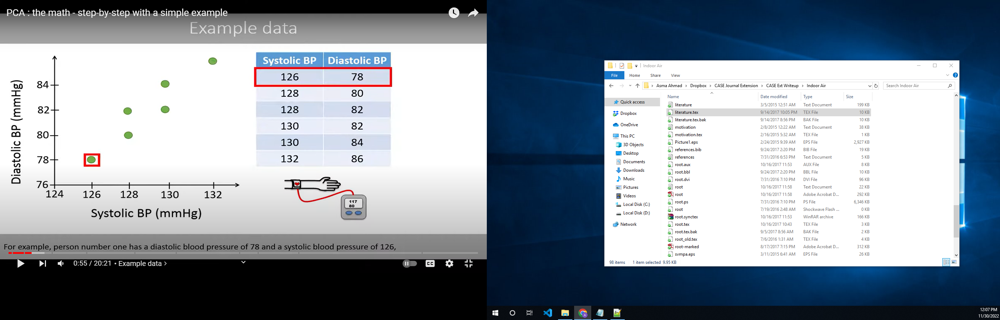 PCA : the math - step-by-step with a simple example
Example data
Diastolic BP (mmHg)
84
82
80
78
76
124 126 128 130 132
Systolic BP (mmHg)
Systolic BP Diastolic BP
126 78
128 80
128 82
130 82
130 84
132 86
117
80
For example, person number one has a diastolic blood pressure of 78 and a systolic blood pressure of 126,
0:55 / 20:21 • Example data
CC
Indoor Air
File Home Share View
Asma Ahmad Dropbox CASE Journal Extension CASE Ext Writeup Indoor Air
Search Indoor Air
Quick access
Dropbox
OneDrive
This PC
3D Objects
Desktop
Documents
Downloads
Music
Pictures
Videos
Local Disk (C:)
Local Disk (D:)
Network
Name Date modified Type Size
literature 3/5/2015 12:51 AM Text Document 199 KB
literature.tex 9/14/2017 10:05 PM TEX File 10 KB
literature.tex.bak 9/14/2017 8:56 PM BAK File 10 KB
motivation 2/8/2015 12:22 AM Text Document 38 KB
motivation.tex 2/16/2015 5:32 AM TEX File 1 KB
Picture1.eps 2/24/2015 9:39 AM EPS File 2,927 KB
references.bib 9/24/2017 2:20 PM BIB File 19 KB
references 7/31/2016 6:53 PM Text Document 5 KB
root.aux 10/16/2017 11:53 AUX File 8 KB
root.bbl 9/24/2017 2:20 PM BBL File 10 KB
root.dvi 7/31/2016 7:10 PM DVI File 96 KB
root 10/16/2017 11:58 Text Document 22 KB
root 10/16/2017 11:58 Adobe Acrobat D... 292 KB
root.ps 7/31/2016 7:10 PM PS File 6,346 KB
root 7/19/2016 2:48 AM Shockwave Flash ... 0 KB
root.synctex 10/16/2017 11:53 WinRAR archive 166 KB
root.tex 10/16/2017 10:43 TEX File 3 KB
root.tex.bak 9/5/2017 8:56 AM BAK File 2 KB
root_old.tex 7/6/2016 1:31 AM TEX File 4 KB
root-marked 8/17/2017 7:15 PM Adobe Acrobat D... 312 KB
svmpa.eps 3/11/2015 6:41 AM EPS File 26 KB
98 items 1 item selected 9.95 KB
12:07 PM
11/30/2022